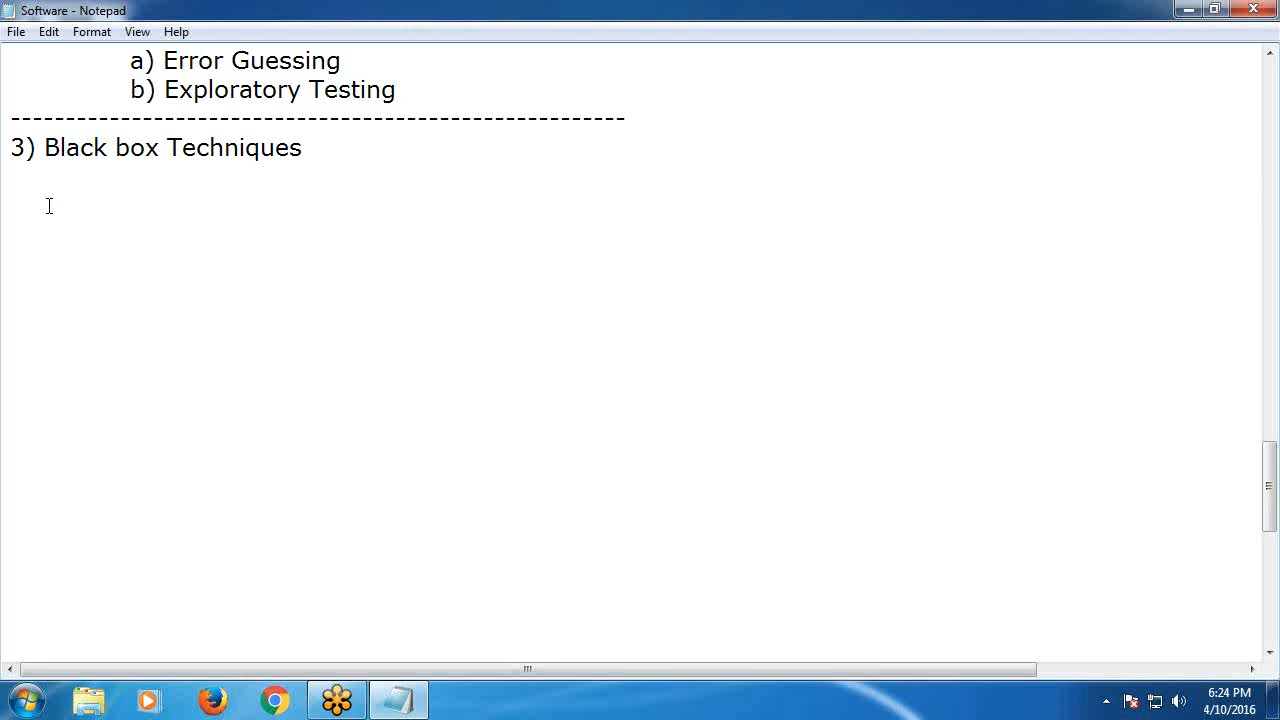 Software - Notepad
File Edit Format View Help
a) Error Guessing
b) Exploratory Testing
--------------------------------------------------------
3) Black box Techniques
6:24 PM
4/10/2016